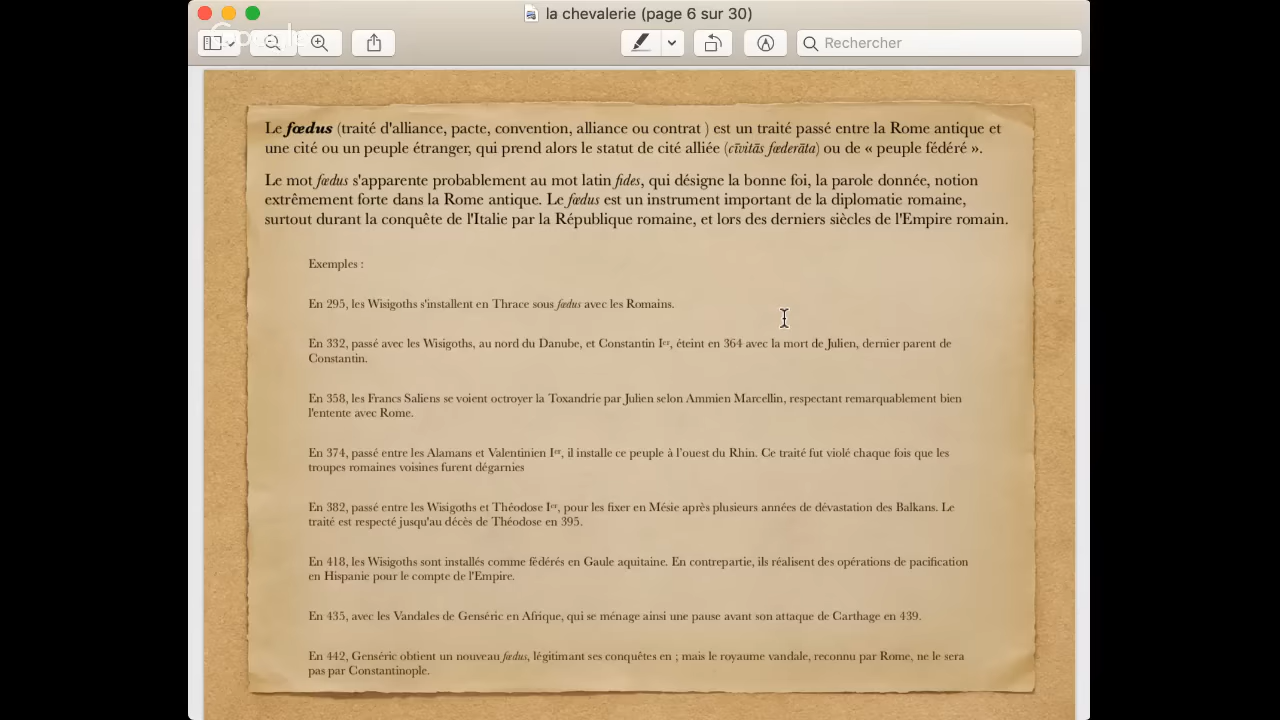 la chevalerie (page 6 sur 30)
Google
Rechercher
Le fœdus (traité d'alliance, pacte, convention, alliance ou contrat ) est un traité passé entre la Rome antique et
une cité ou un peuple étranger, qui prend alors le statut de cité alliée (cīvitās fœderāta) ou de « peuple fédéré ».
Le mot fœdus s'apparente probablement au mot latin fides, qui désigne la bonne foi, la parole donnée, notion
extrêmement forte dans la Rome antique. Le fœdus est un instrument important de la diplomatie romaine,
surtout durant la conquête de l'Italie par la République romaine, et lors des derniers siècles de l'Empire romain.
Exemples :
En 295, les Wisigoths s'installent en Thrace sous fœdus avec les Romains.
En 332, passé avec les Wisigoths, au nord du Danube, et Constantin Iᵉʳ, éteint en 364 avec la mort de Julien, dernier parent de
Constantin.
En 358, les Francs Saliens se voient octroyer la Toxandrie par Julien selon Ammien Marcellin, respectant remarquablement bien
l'entente avec Rome.
En 374, passé entre les Alamans et Valentinien Iᵉʳ, il installe ce peuple à l'ouest du Rhin. Ce traité fut violé chaque fois que les
troupes romaines voisines furent dégarnies
En 382, passé entre les Wisigoths et Théodose Iᵉʳ, pour les fixer en Mésie après plusieurs années de dévastation des Balkans. Le
traité est respecté jusqu'au décès de Théodose en 395.
En 418, les Wisigoths sont installés comme fédérés en Gaule aquitaine. En contrepartie, ils réalisent des opérations de pacification
en Hispanie pour le compte de l'Empire.
En 435, avec les Vandales de Genséric en Afrique, qui se ménage ainsi une pause avant son attaque de Carthage en 439.
En 442, Genséric obtient un nouveau fœdus, légitimant ses conquêtes en ; mais le royaume vandale, reconnu par Rome, ne le sera
pas par Constantinople.